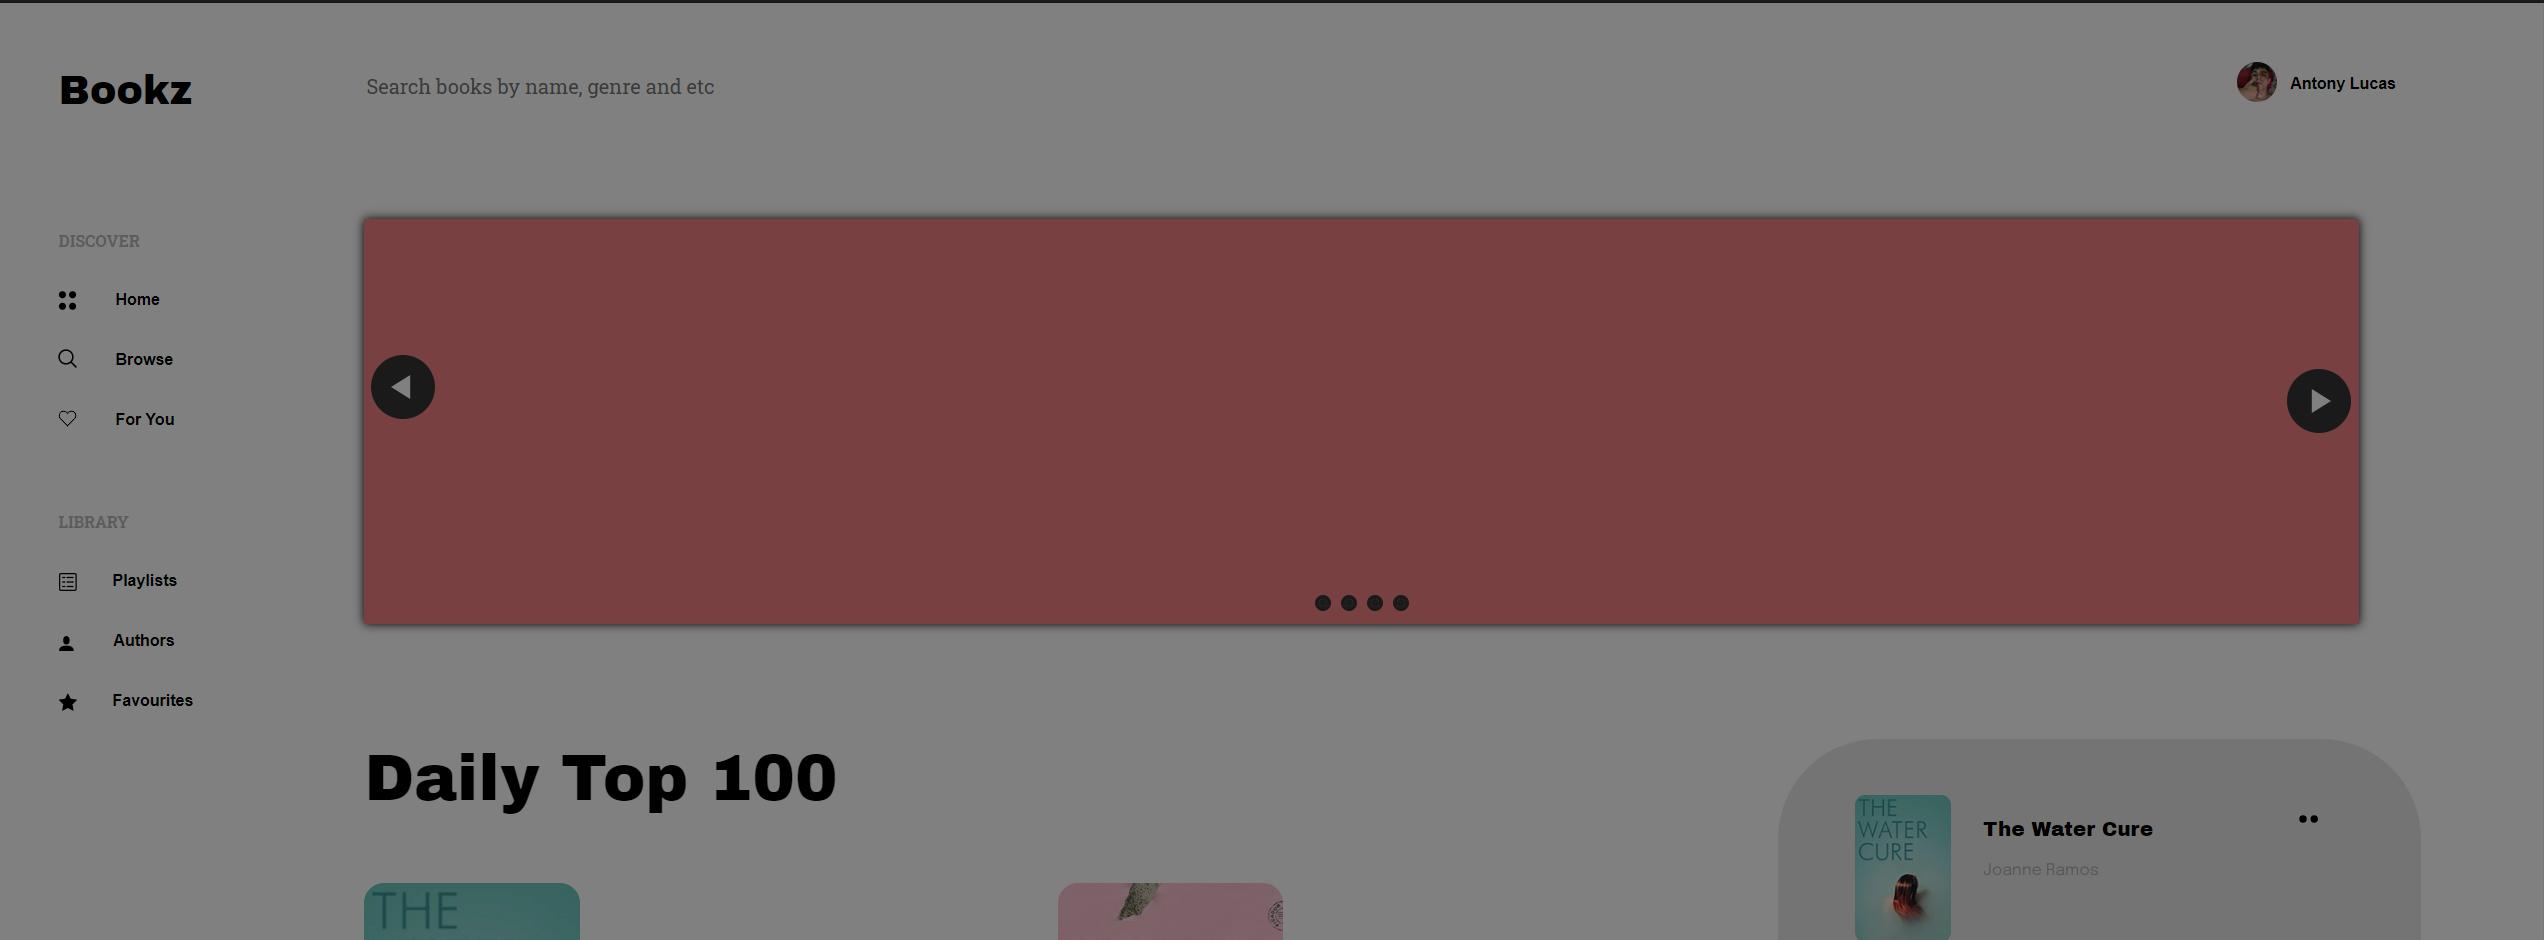 Bookz
Search books by name, genre and etc
Antony Lucas
DISCOVER
Home
Browse
For You
LIBRARY
Playlists
Authors
Favourites
Daily Top 100
THE
WATER
CURE
The Water Cure
Joanne Ramos
THE